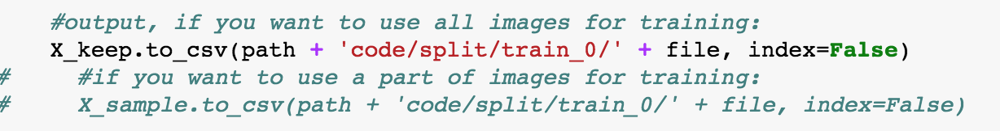 #output, if you want to use all images for training:
X_keep.to_csv(path + 'code/split/train_0/' + file, index=False)
#     #if you want to use a part of images for training:
#     X_sample.to_csv(path + 'code/split/train_0/' + file, index=False)